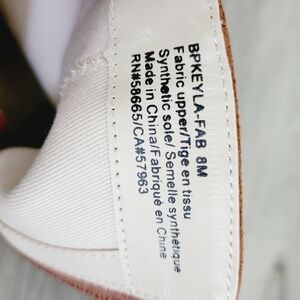 BPKEYLA-FAB 8M
Fabric upper/Tige en tissu
Synthetic sole/ Semelle synthétique
Made in China/Fabriqué en Chine
RN#58665/CA#57963